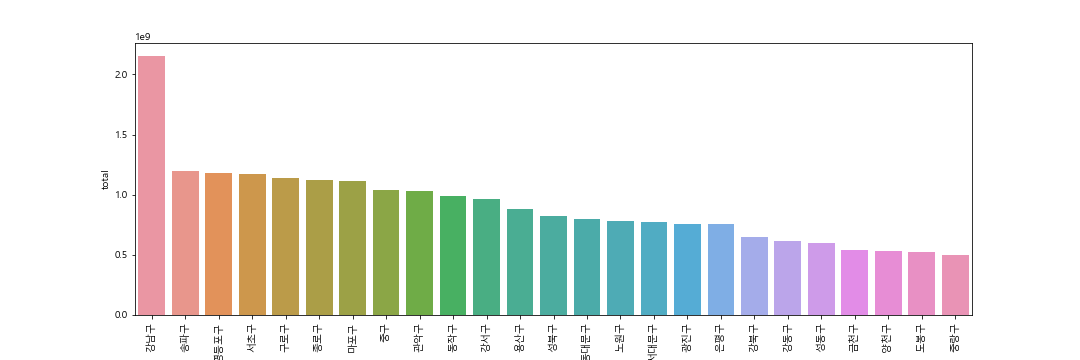 1e9
2.0
1.5
1.0
0.5
0.0
total
강남구
송파구
영등포구
서초구
구로구
종로구
마포구
중구
관악구
동작구
강서구
용산구
성북구
동대문구
노원구
서대문구
광진구
은평구
강북구
강동구
성동구
금천구
양천구
도봉구
중랑구